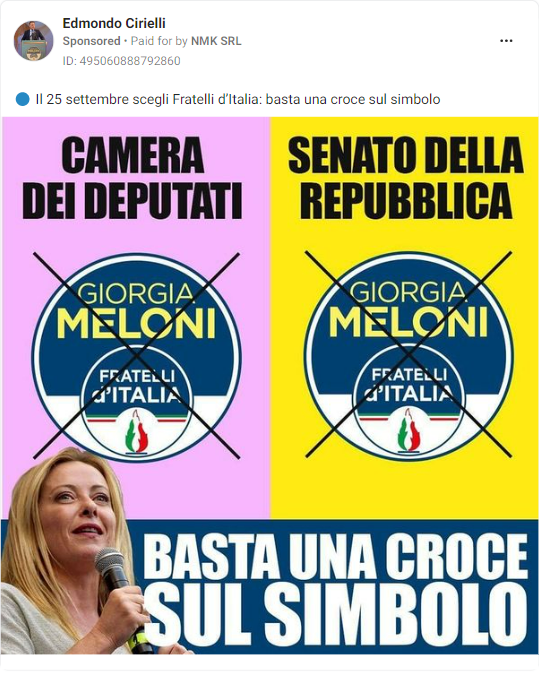 Edmondo Cirielli
Sponsored • Paid for by NMK SRL
ID: 495060888792860
Il 25 settembre scegli Fratelli d'Italia: basta una croce sul simbolo
CAMERA
DEI DEPUTATI
GIORGIA
MELONI
FRATELLI
d'ITALIA
SENATO DELLA
REPUBBLICA
GIORGIA
MELONI
FRATELLI
d'ITALIA
BASTA UNA CROCE
SUL SIMBOLO